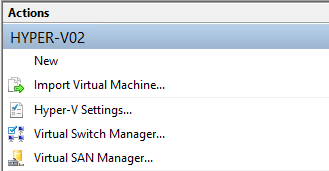 Actions
HYPER-V02
New
Import Virtual Machine...
Hyper-V Settings...
Virtual Switch Manager...
Virtual SAN Manager...